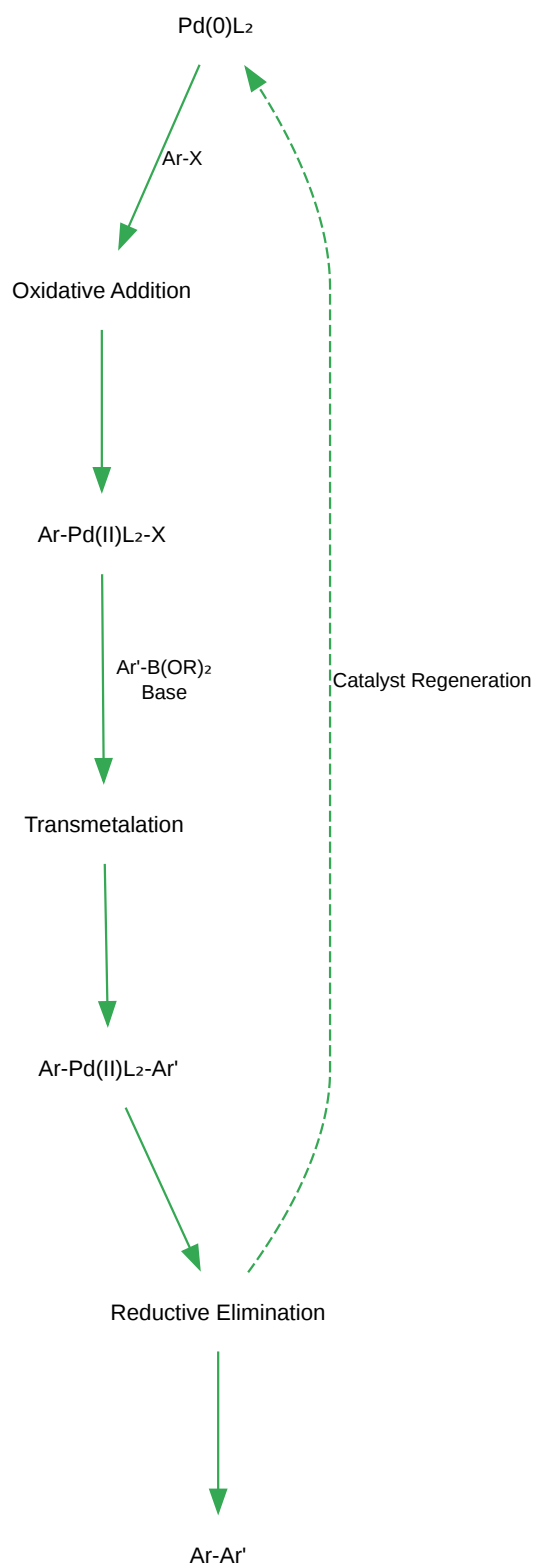 Pd(0)L₂
Ar-X
Oxidative Addition
Ar-Pd(II)L₂-X
Ar'-B(OR)₂
Base
Catalyst Regeneration
Transmetalation
Ar-Pd(II)L₂-Ar'
Reductive Elimination
Ar-Ar'